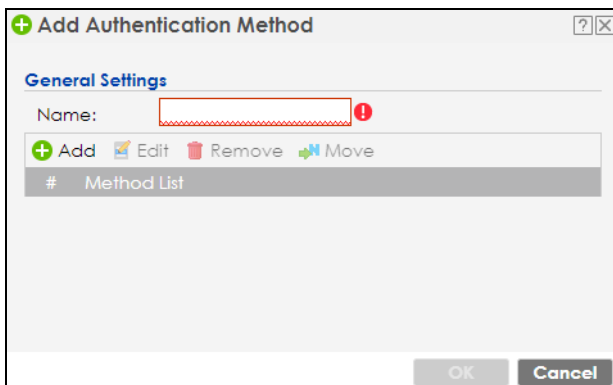 Add Authentication Method
General Settings
Name:
Add Edit Remove Move
# Method List
OK Cancel